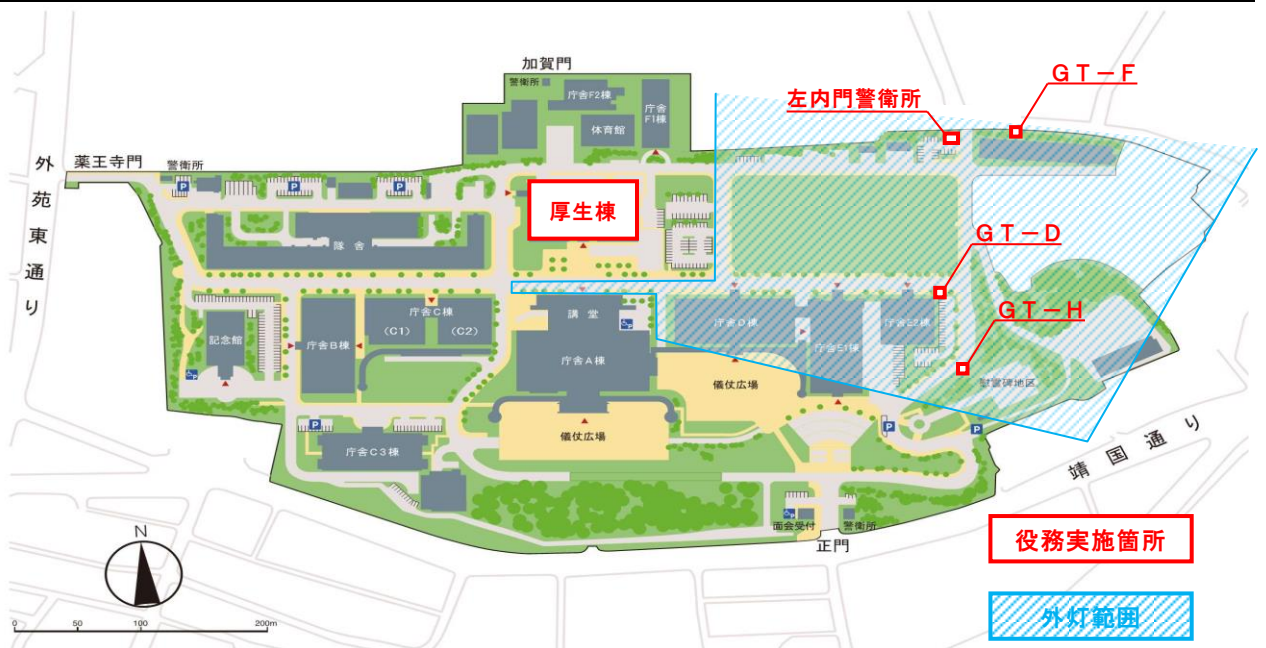 加賀門
警衛所
庁舎F2棟
庁舎
F1棟
体育館
左内門警衛所
GT-F
外苑東通り
薬王寺門
警衛所
P
P
P
厚生棟
隊舎
GT-D
GT-H
講堂
庁舎C棟
(C1)
(C2)
庁舎D棟
庁舎E2棟
庁舎E1棟
記念館
庁舎B棟
庁舎A棟
儀仗広場
慰霊碑地区
儀仗広場
P
P
P
庁舎C3棟
靖国通り
面会受付
警衛所
正門
N
0
50
100
200m
役務実施箇所
外灯範囲